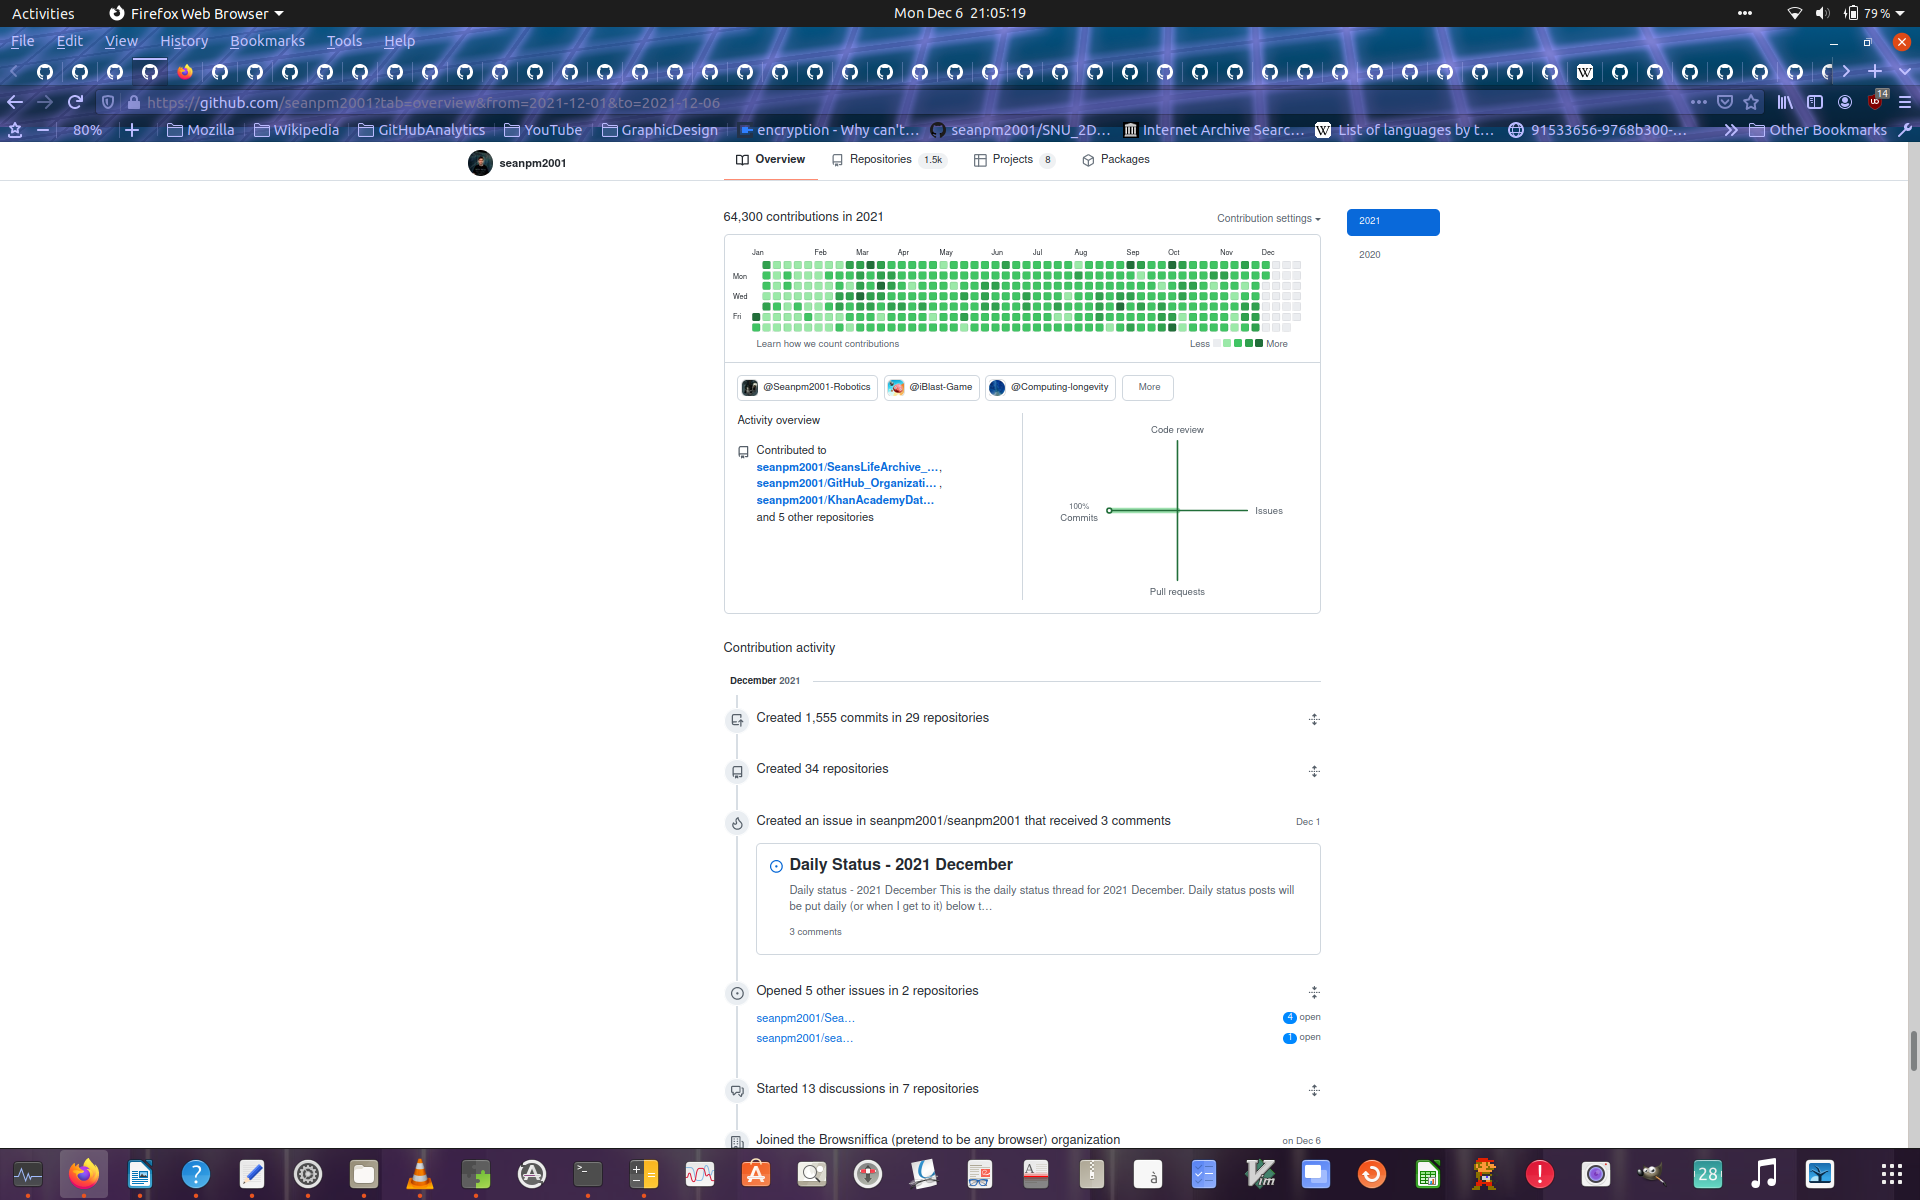 Activities
Firefox Web Browser
Mon Dec 6 21:05:19
79 %
File Edit View History Bookmarks Tools Help
https://github.com/seanpm2001?tab=overview&from=2021-12-01&to=2021-12-06
14
80%
Mozilla
Wikipedia
GitHubAnalytics
YouTube
GraphicDesign
encryption - Why can't…
seanpm2001/SNU_2D…
Internet Archive Searc…
List of languages by t…
91533656-9768b300-…
Other Bookmarks
seanpm2001
Overview
Repositories 1.5k
Projects 8
Packages
64,300 contributions in 2021
Contribution settings
2021
2020
Jan Feb Mar Apr May Jun Jul Aug Sep Oct Nov Dec
Mon
Wed
Fri
Learn how we count contributions
Less
More
@Seanpm2001-Robotics
@iBlast-Game
@Computing-longevity
More
Activity overview
Contributed to
seanpm2001/SeansLifeArchive_…,
seanpm2001/GitHub_Organizati… ,
seanpm2001/KhanAcademyDat…
and 5 other repositories
Code review
100%
Commits
Issues
Pull requests
Contribution activity
December 2021
Created 1,555 commits in 29 repositories
Created 34 repositories
Created an issue in seanpm2001/seanpm2001 that received 3 comments
Dec 1
Daily Status - 2021 December
Daily status - 2021 December This is the daily status thread for 2021 December. Daily status posts will
be put daily (or when I get to it) below t…
3 comments
Opened 5 other issues in 2 repositories
seanpm2001/Sea…
4 open
seanpm2001/sea…
1 open
Started 13 discussions in 7 repositories
Joined the Browsniffica (pretend to be any browser) organization
on Dec 6
28